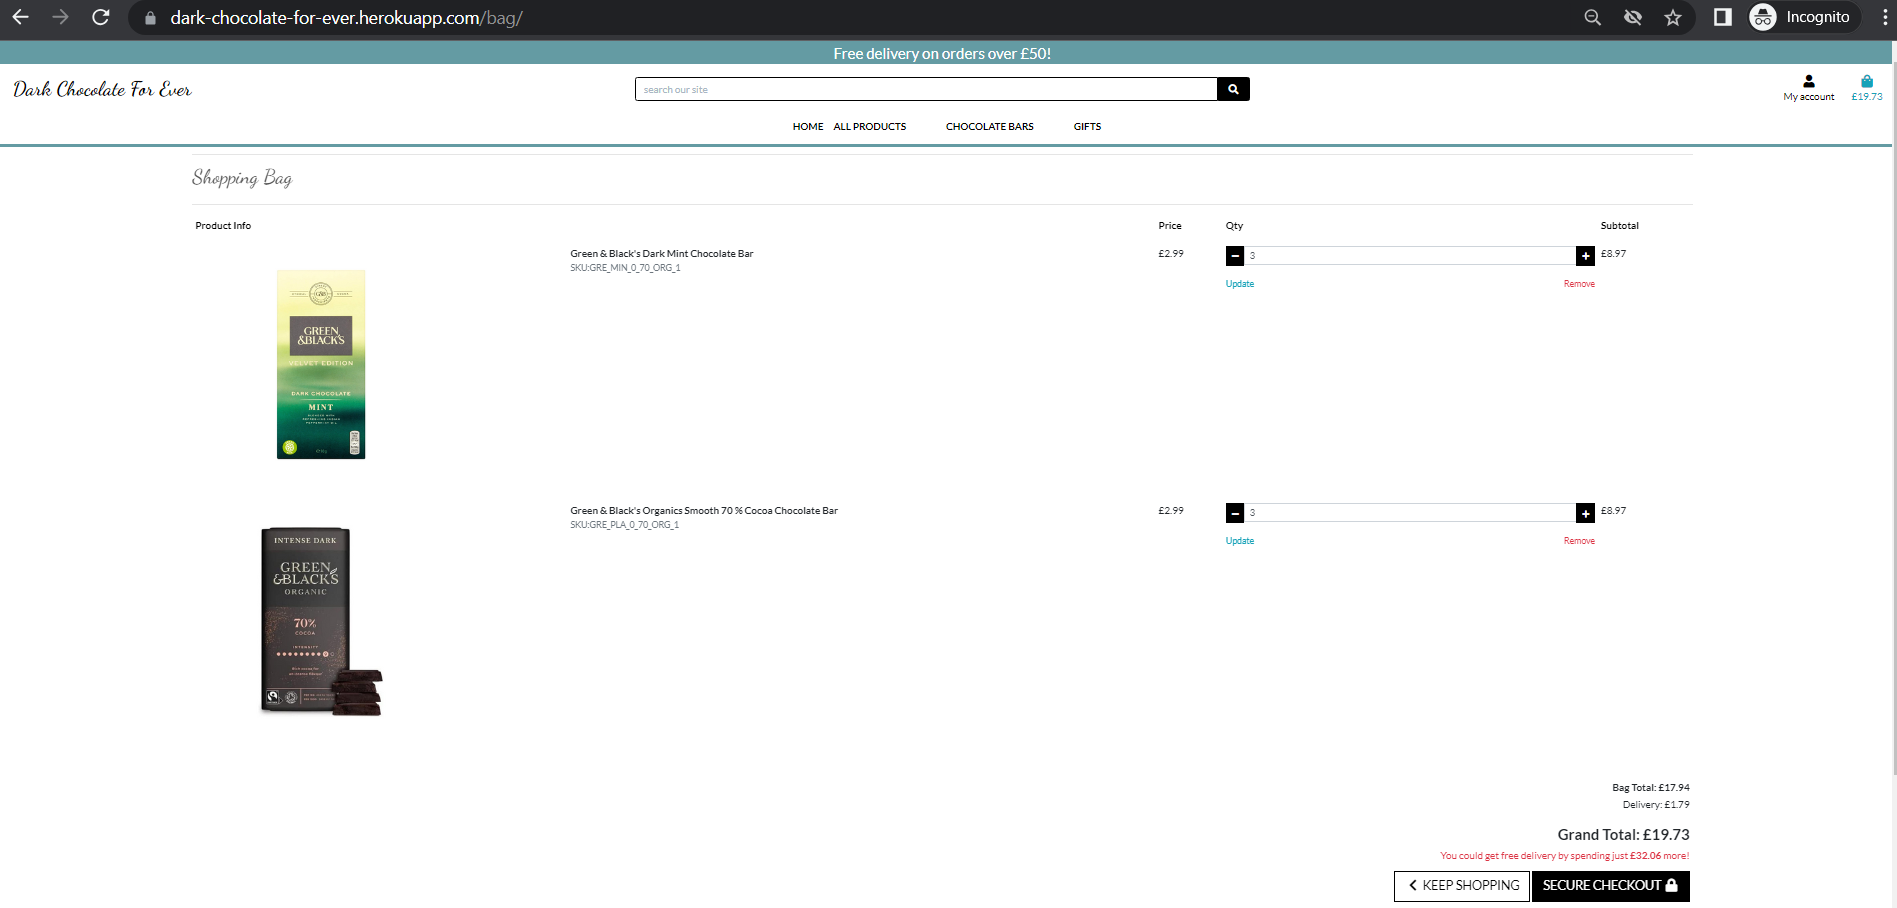 dark-chocolate-for-ever.herokuapp.com/bag/
Incognito
Free delivery on orders over £50!
Dark Chocolate For Ever
search our site
My account
£19.73
HOME ALL PRODUCTS CHOCOLATE BARS GIFTS
Shopping Bag
Product Info Price Qty Subtotal
Green & Black's Dark Mint Chocolate Bar £2.99 3 £8.97
SKU:GRE_MIN_0_70_ORG_1
Update Remove
GREEN
&BLACK'S
VELVET EDITION
DARK CHOCOLATE
MINT
Green & Black's Organics Smooth 70 % Cocoa Chocolate Bar £2.99 3 £8.97
SKU:GRE_PLA_0_70_ORG_1
Update Remove
INTENSE DARK
GREEN
&BLACK'S
ORGANIC
70%
COCOA
INTENSITY
Bag Total: £17.94
Delivery: £1.79
Grand Total: £19.73
You could get free delivery by spending just £32.06 more!
KEEP SHOPPING
SECURE CHECKOUT